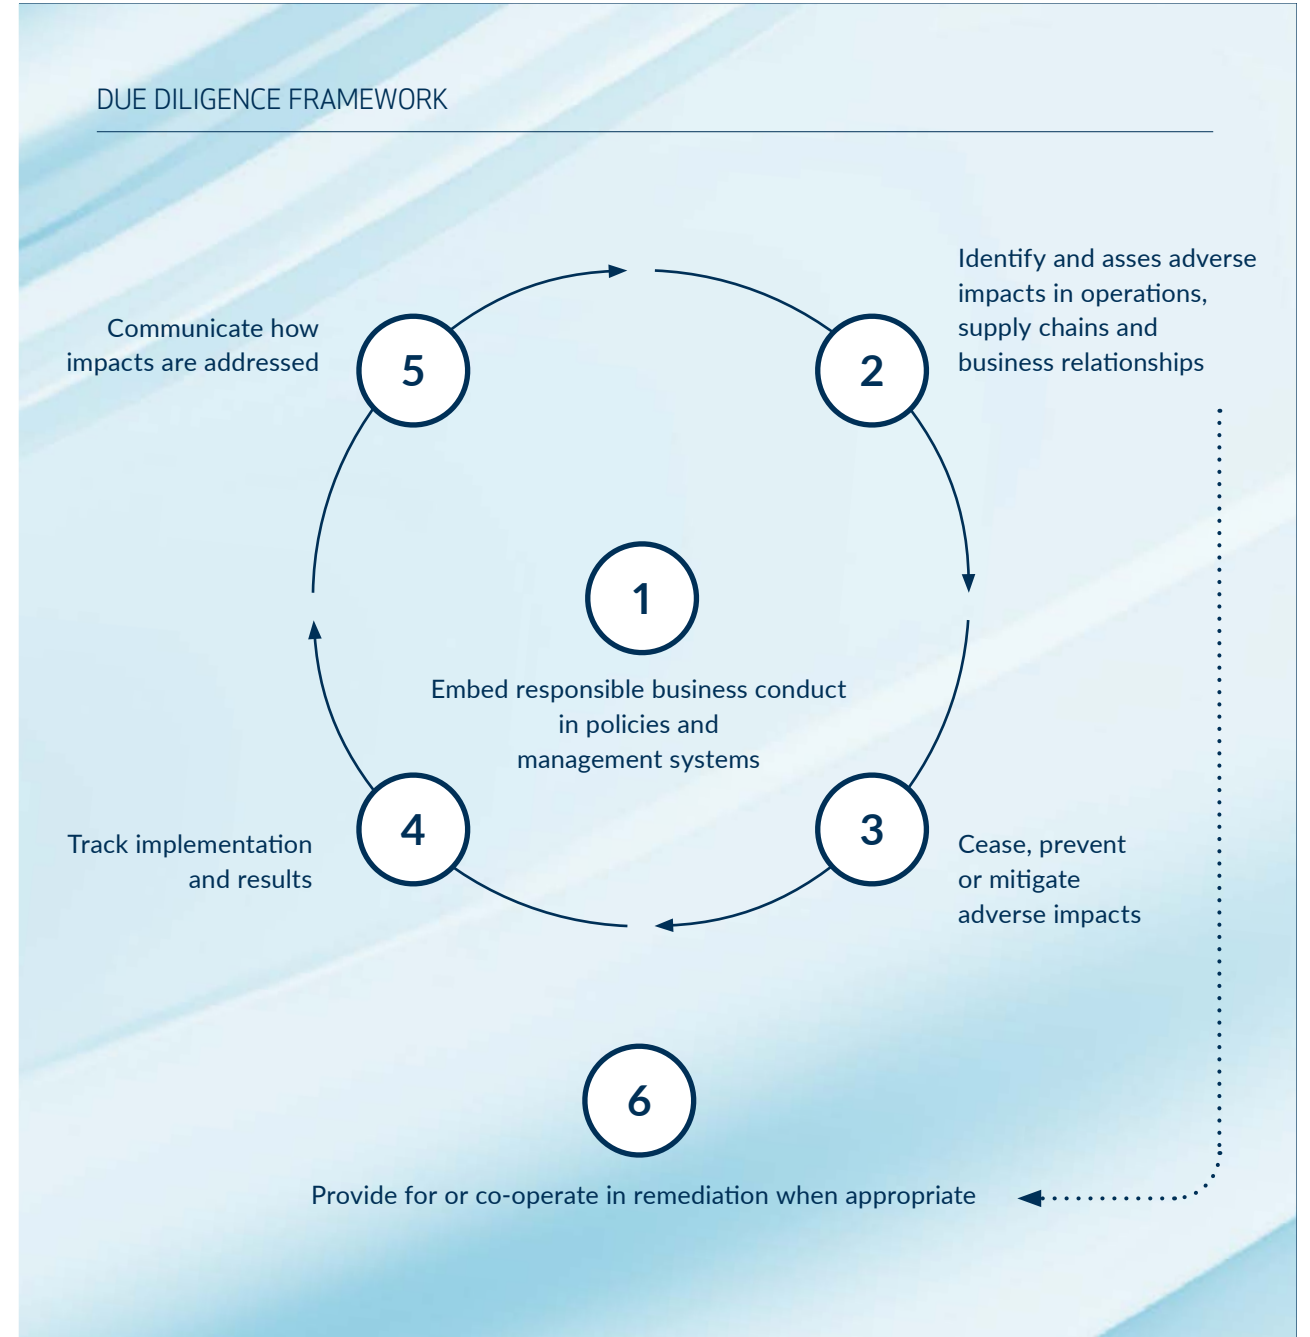 DUE DILIGENCE FRAMEWORK
Identify and asses adverse
impacts in operations,
supply chains and
business relationships
Communicate how
impacts are addressed
5
2
1
Embed responsible business conduct
in policies and
management systems
4
3
Track implementation
and results
Cease, prevent
or mitigate
adverse impacts
6
Provide for or co-operate in remediation when appropriate